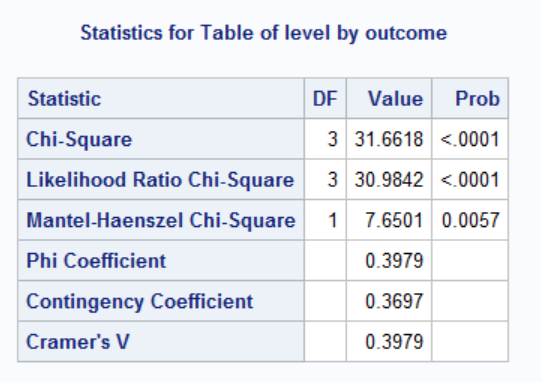 Statistics for Table of level by outcome
Statistic DF Value Prob
Chi-Square 3 31.6618 <.0001
Likelihood Ratio Chi-Square 3 30.9842 <.0001
Mantel-Haenszel Chi-Square 1 7.6501 0.0057
Phi Coefficient 0.3979
Contingency Coefficient 0.3697
Cramer's V 0.3979